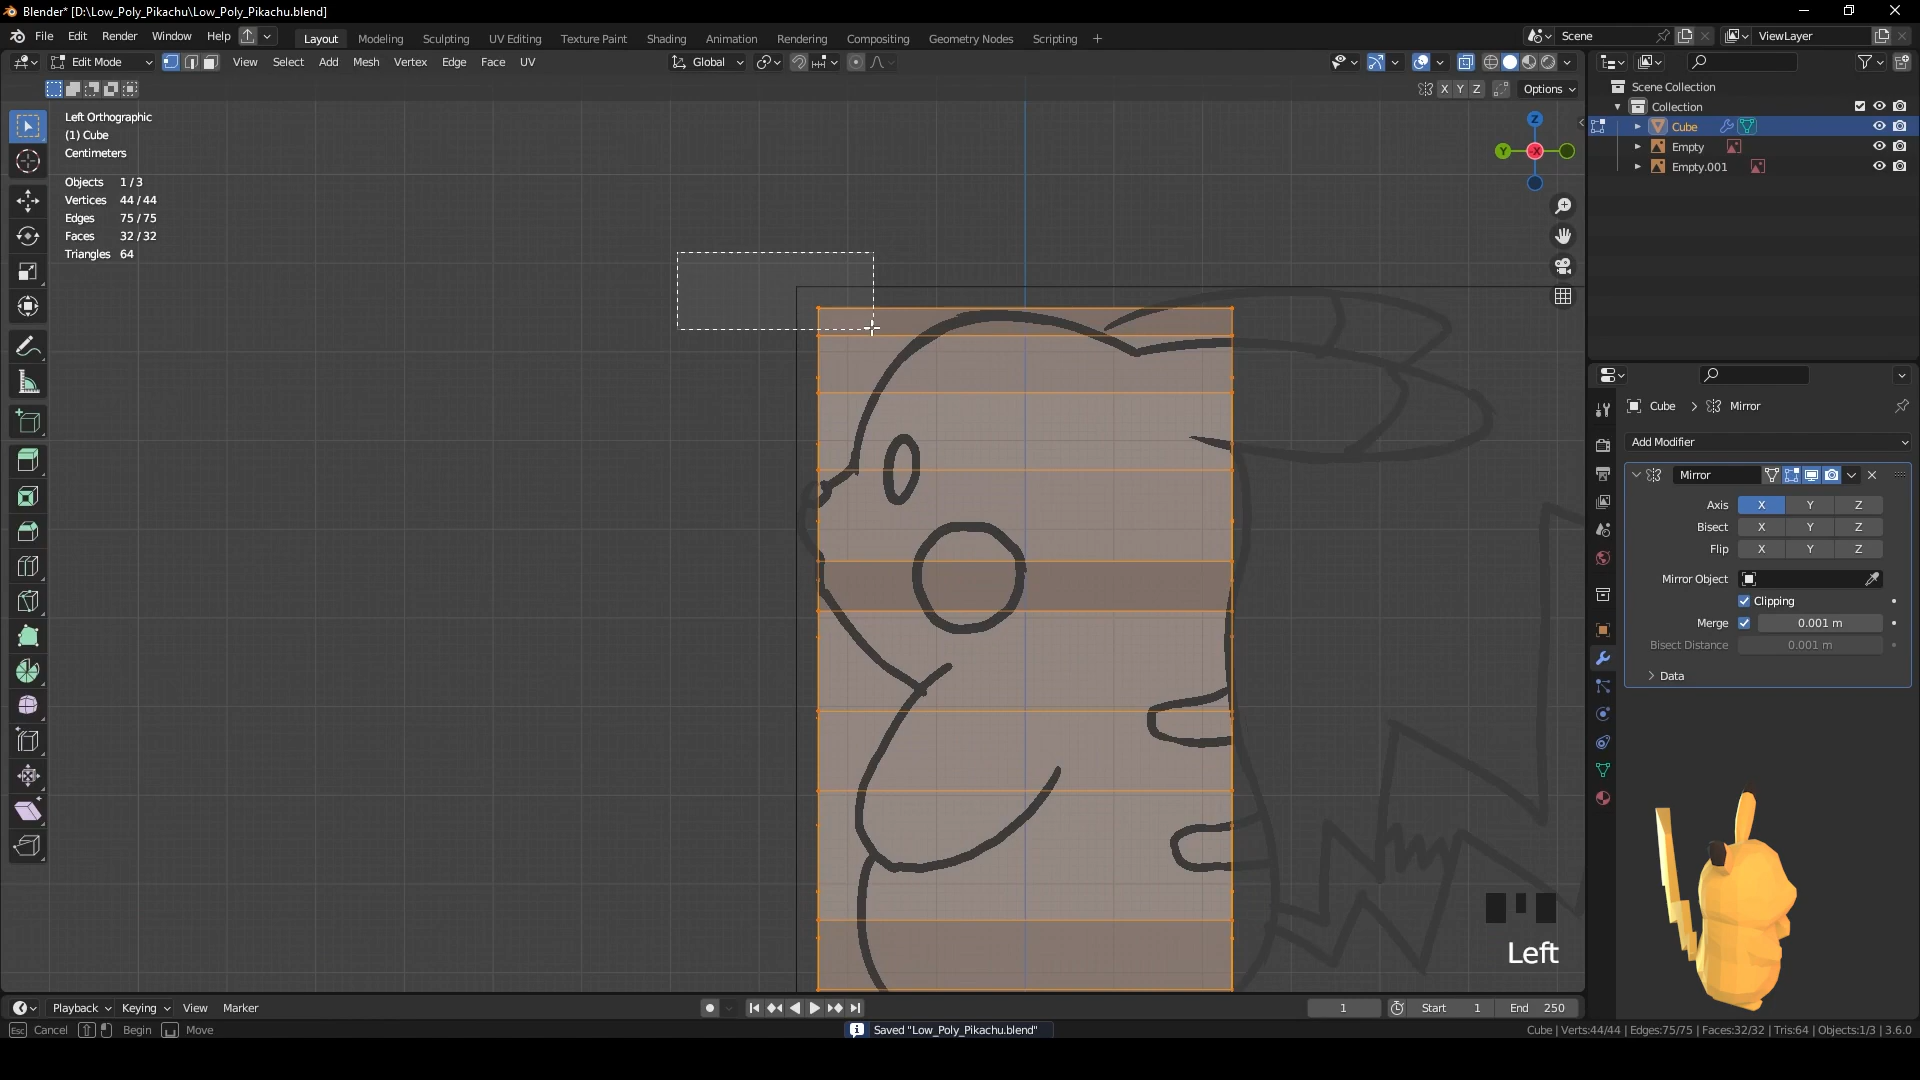 Blender* [D:\Low_Poly_Pikachu\Low_Poly_Pikachu.blend]
File Edit Render Window Help
Layout Modeling Sculpting UV Editing Texture Paint Shading Animation Rendering Compositing Geometry Nodes Scripting +
Scene
ViewLayer
Edit Mode View Select Add Mesh Vertex Edge Face UV
Global
X Y Z Options
Left Orthographic
(1) Cube
Centimeters
Objects 1/3
Vertices 44/44
Edges 75/75
Faces 32/32
Triangles 64
Z
Y
-X
Scene Collection
Collection
Cube
Empty
Empty.001
Cube > Mirror
Add Modifier
Mirror
Axis X Y Z
Bisect X Y Z
Flip X Y Z
Mirror Object
Clipping
Merge 0.001 m
Bisect Distance 0.001 m
Data
Left
Playback Keying View Marker
1 Start 1 End 250
Esc Cancel Begin Move
Saved "Low_Poly_Pikachu.blend"
Cube | Verts:44/44 | Edges:75/75 | Faces:32/32 | Tris:64 | Objects:1/3 | 3.6.0